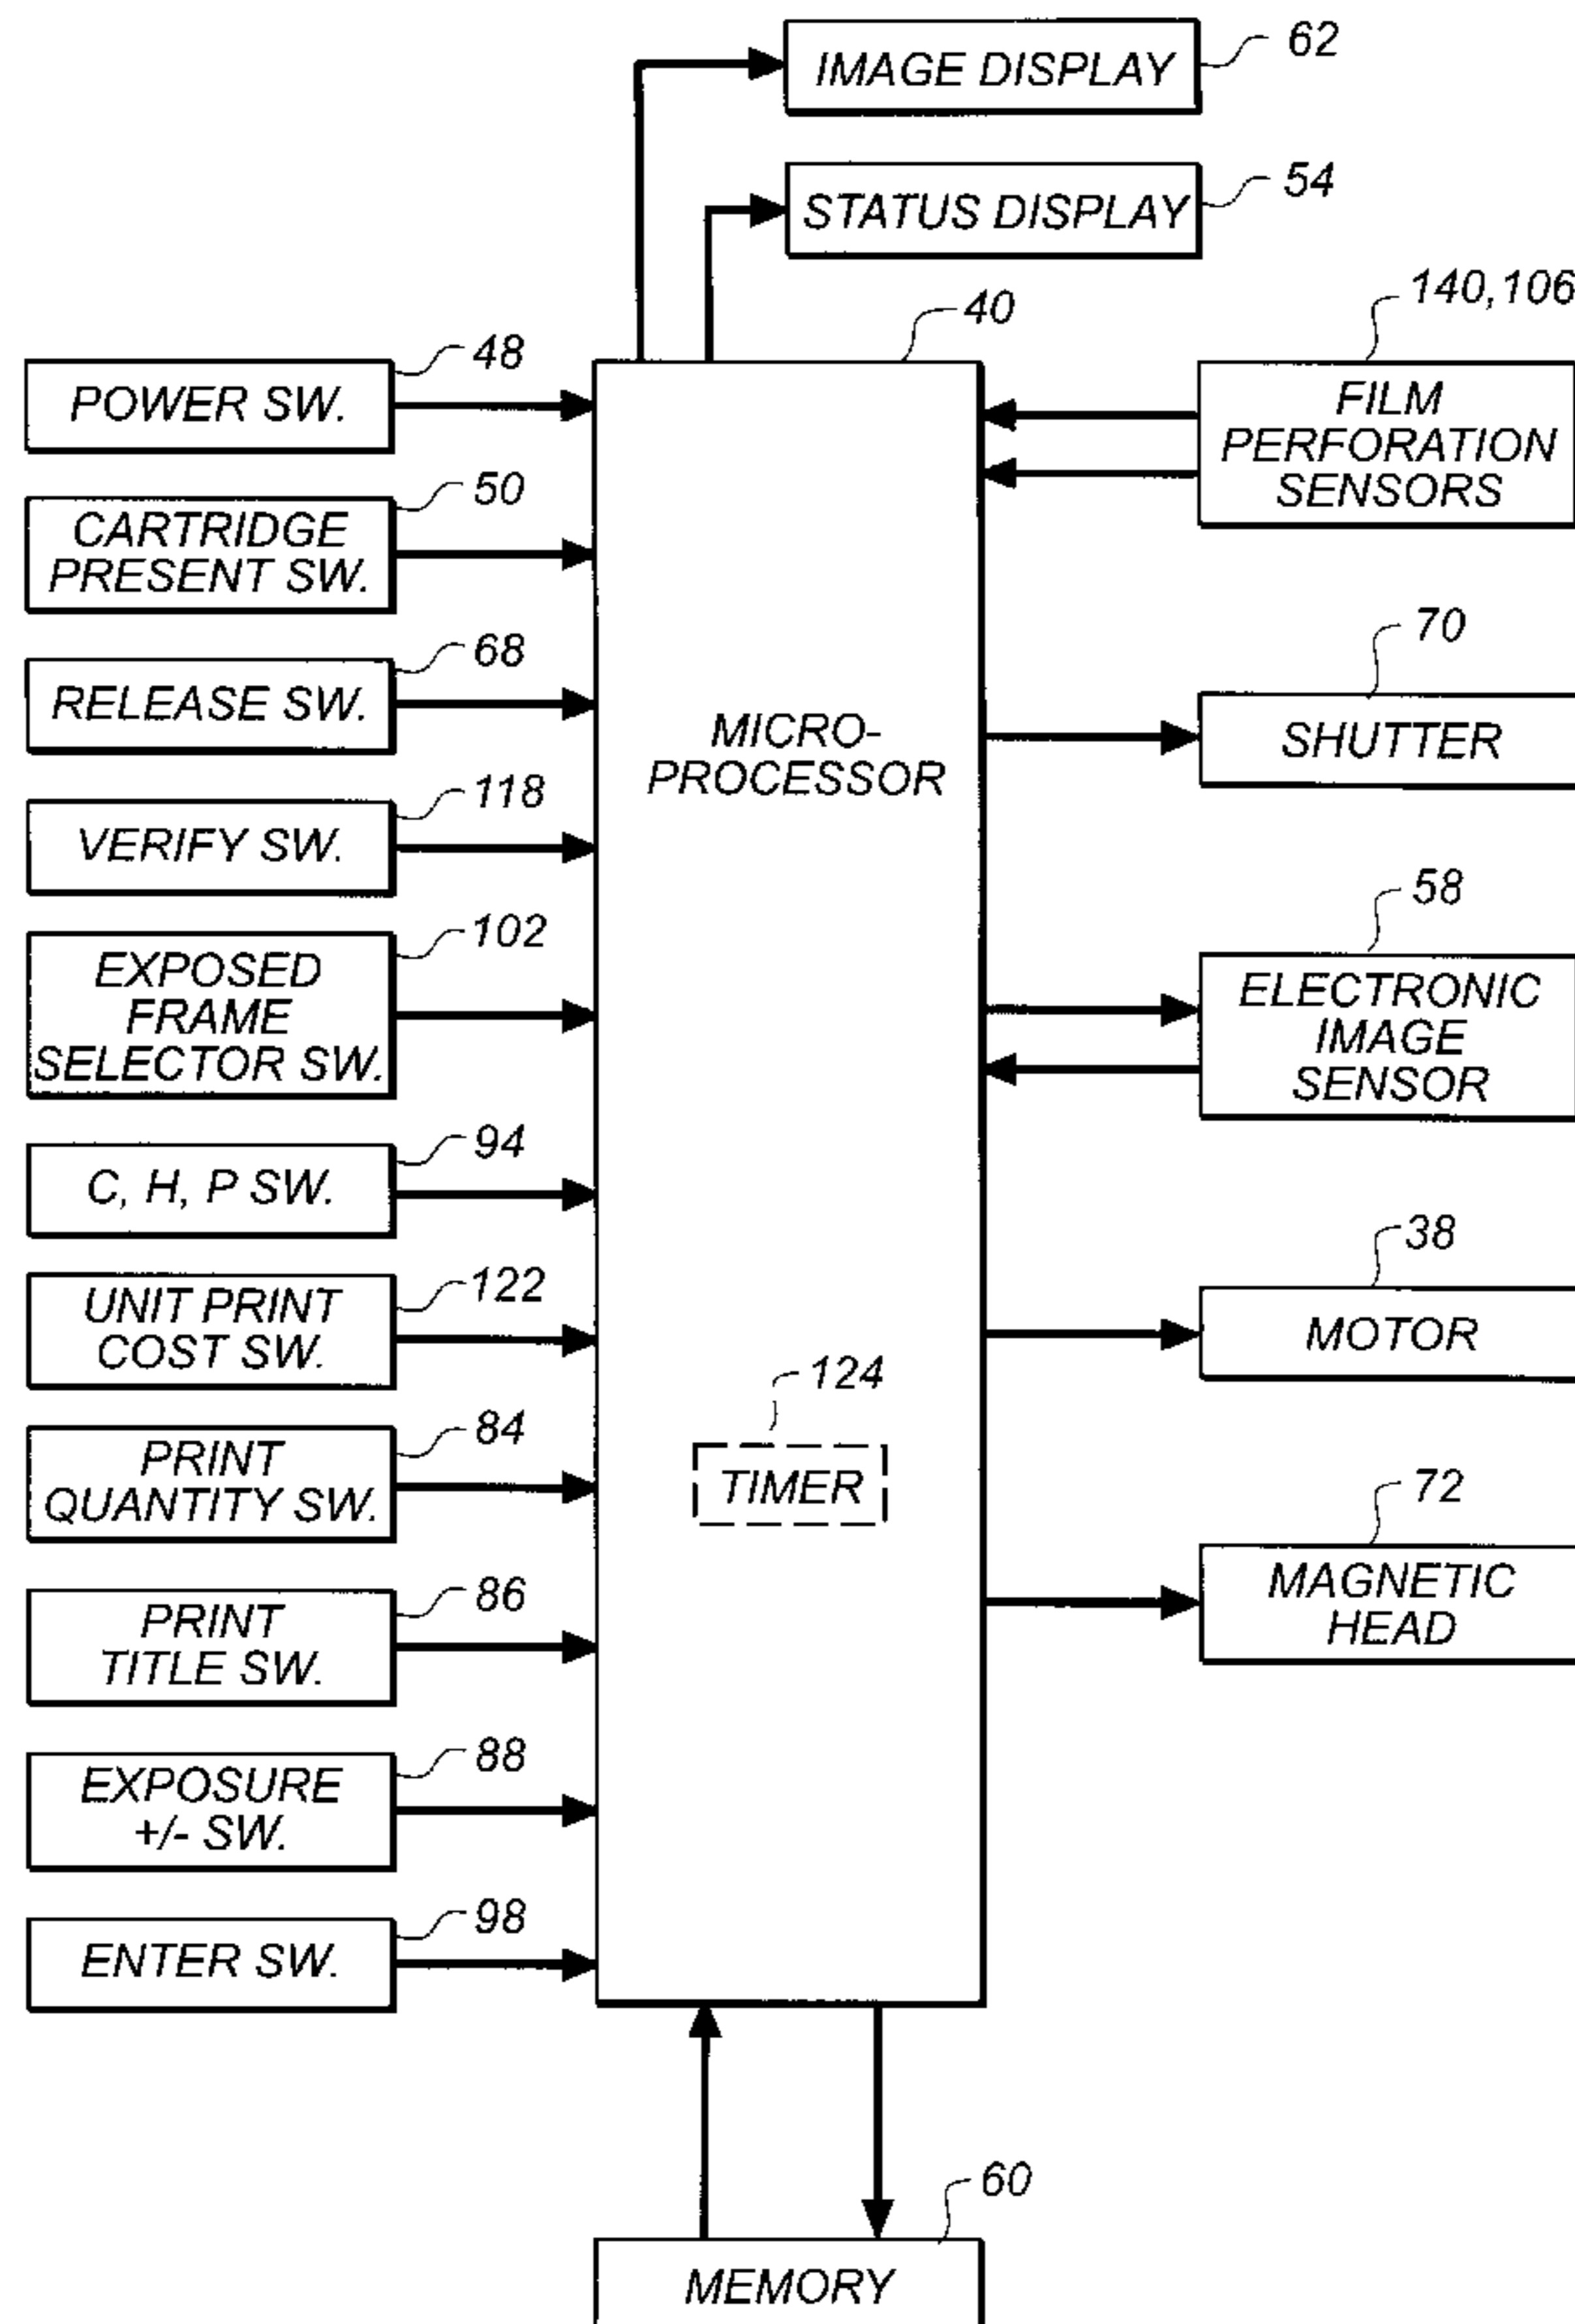 IMAGE DISPLAY
62
STATUS DISPLAY
54
40
140,106
POWER SW.
48
FILM
PERFORATION
SENSORS
CARTRIDGE
PRESENT SW.
50
RELEASE SW.
68
MICRO-
PROCESSOR
70
SHUTTER
VERIFY SW.
118
EXPOSED
FRAME
SELECTOR SW.
102
58
ELECTRONIC
IMAGE
SENSOR
C, H, P SW.
94
UNIT PRINT
COST SW.
122
38
MOTOR
PRINT
QUANTITY SW.
84
124
TIMER
72
MAGNETIC
HEAD
PRINT
TITLE SW.
86
EXPOSURE
+/- SW.
88
ENTER SW.
98
60
MEMORY